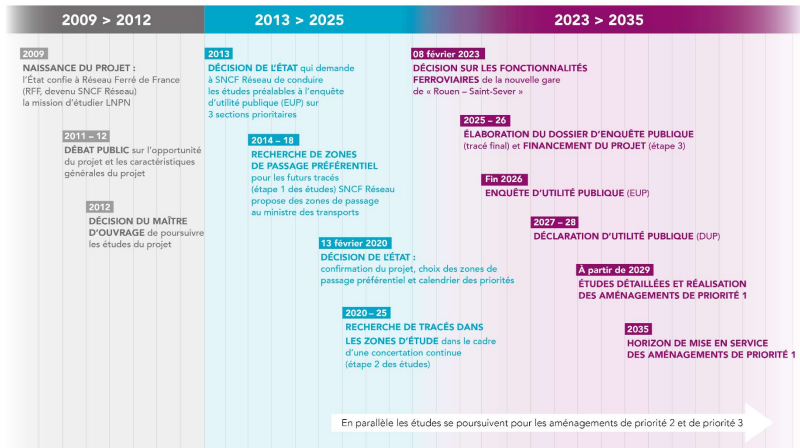 2009 > 2012
2013 > 2025
2023 > 2035
2009
NAISSANCE DU PROJET :
l'État confie à Réseau Ferré de France
(RFF, devenu SNCF Réseau)
la mission d'étudier LNPN
2011 – 12
DÉBAT PUBLIC sur l'opportunité
du projet et les caractéristiques
générales du projet
2012
DÉCISION DU MAÎTRE
D'OUVRAGE de poursuivre
les études du projet
2013
DÉCISION DE L'ÉTAT qui demande
à SNCF Réseau de conduire
les études préalables à l'enquête
d'utilité publique (EUP) sur
3 sections prioritaires
2014 – 18
RECHERCHE DE ZONES
DE PASSAGE PRÉFÉRENTIEL
pour les futurs tracés
(étape 1 des études) SNCF Réseau
propose des zones de passage
au ministre des transports
13 février 2020
DÉCISION DE L'ÉTAT :
confirmation du projet, choix des zones de
passage préférentiel et calendrier des priorités
2020 – 25
RECHERCHE DE TRACÉS DANS
LES ZONES D'ÉTUDE dans le cadre
d'une concertation continue
(étape 2 des études)
08 février 2023
DÉCISION SUR LES FONCTIONNALITÉS
FERROVIAIRES de la nouvelle gare
de « Rouen – Saint-Sever »
2025 – 26
ÉLABORATION DU DOSSIER D'ENQUÊTE PUBLIQUE
(tracé final) et FINANCEMENT DU PROJET (étape 3)
Fin 2026
ENQUÊTE D'UTILITÉ PUBLIQUE (EUP)
2027 – 28
DÉCLARATION D'UTILITÉ PUBLIQUE (DUP)
À partir de 2029
ÉTUDES DÉTAILLÉES ET RÉALISATION
DES AMÉNAGEMENTS DE PRIORITÉ 1
2035
HORIZON DE MISE EN SERVICE
DES AMÉNAGEMENTS DE PRIORITÉ 1
En parallèle les études se poursuivent pour les aménagements de priorité 2 et de priorité 3